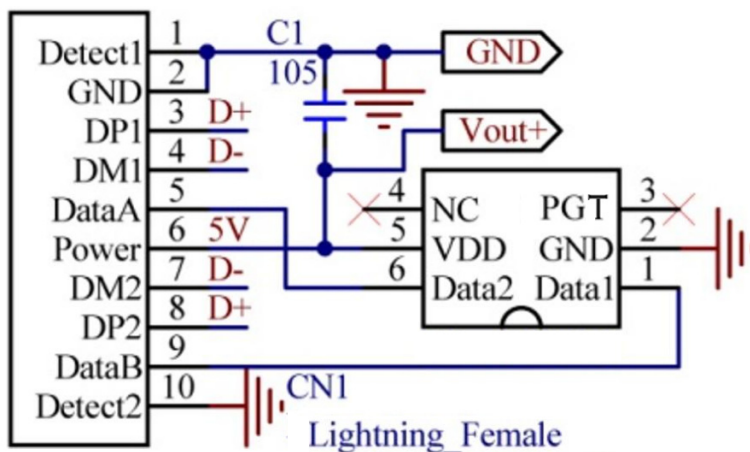 Detect1 1
GND 2
DP1 3 D+
DM1 4 D-
DataA 5
Power 6 5V
DM2 7 D-
DP2 8 D+
DataB 9
Detect2 10
C1
105
GND
Vout+
4 NC PGT 3
5 VDD GND 2
6 Data2 Data1 1
CN1
Lightning_Female